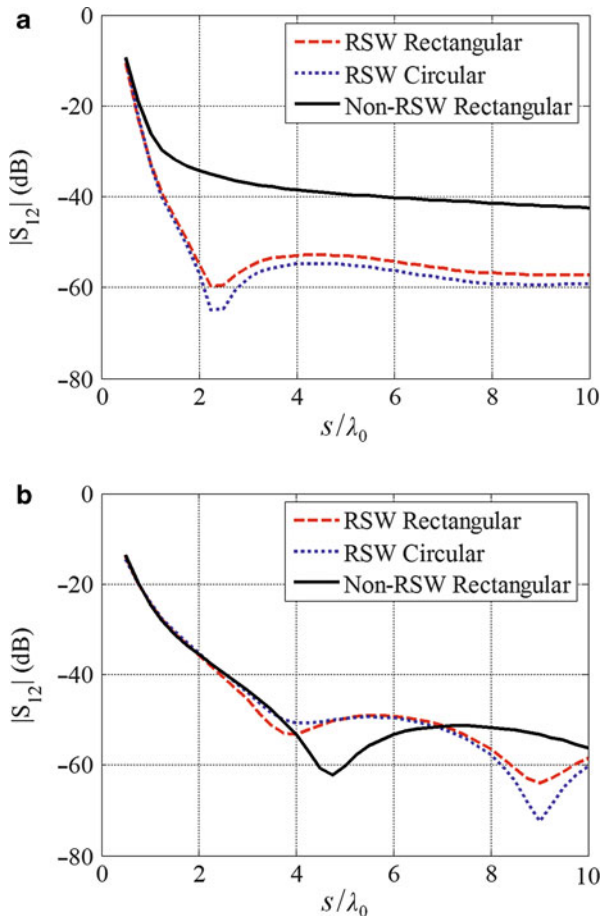 a
0
RSW Rectangular
RSW Circular
Non-RSW Rectangular
−20
−40
−60
−80
|S12| (dB)
0
2
4
6
8
10
s/λ0
b
0
RSW Rectangular
RSW Circular
Non-RSW Rectangular
−20
−40
−60
−80
|S12| (dB)
0
2
4
6
8
10
s/λ0